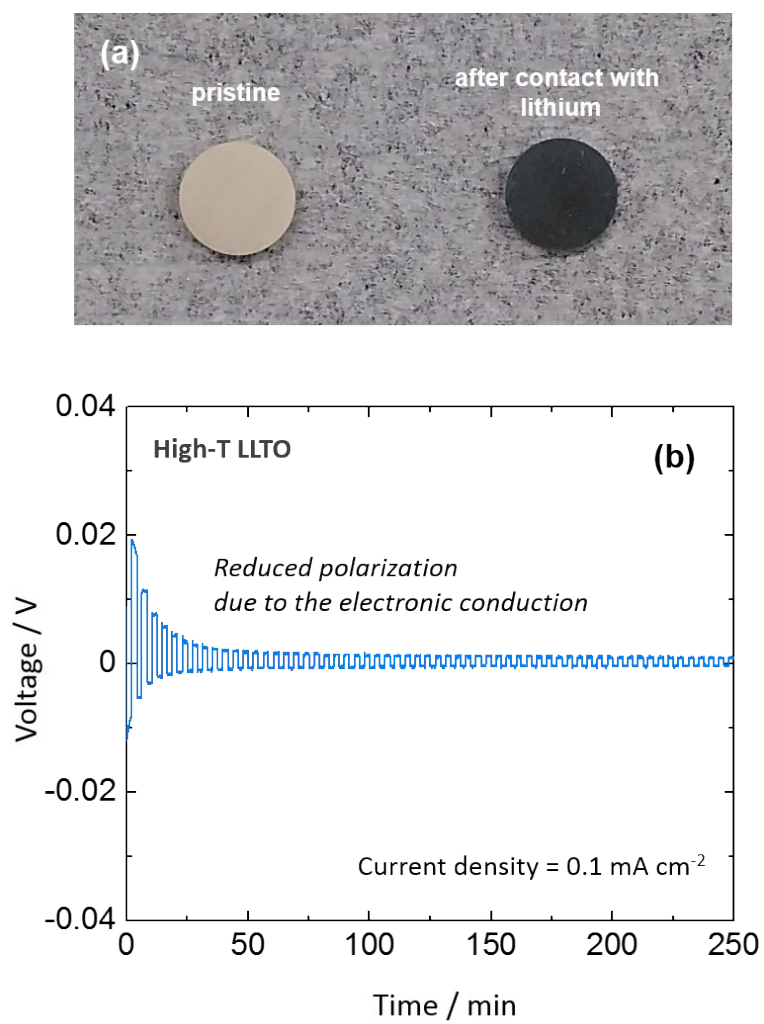 (a)
pristine
after contact with
lithium
0.04
High-T LLTO
(b)
0.02
Reduced polarization
due to the electronic conduction
0
-0.02
Current density = 0.1 mA cm⁻²
-0.04
0 50 100 150 200 250
Voltage / V
Time / min